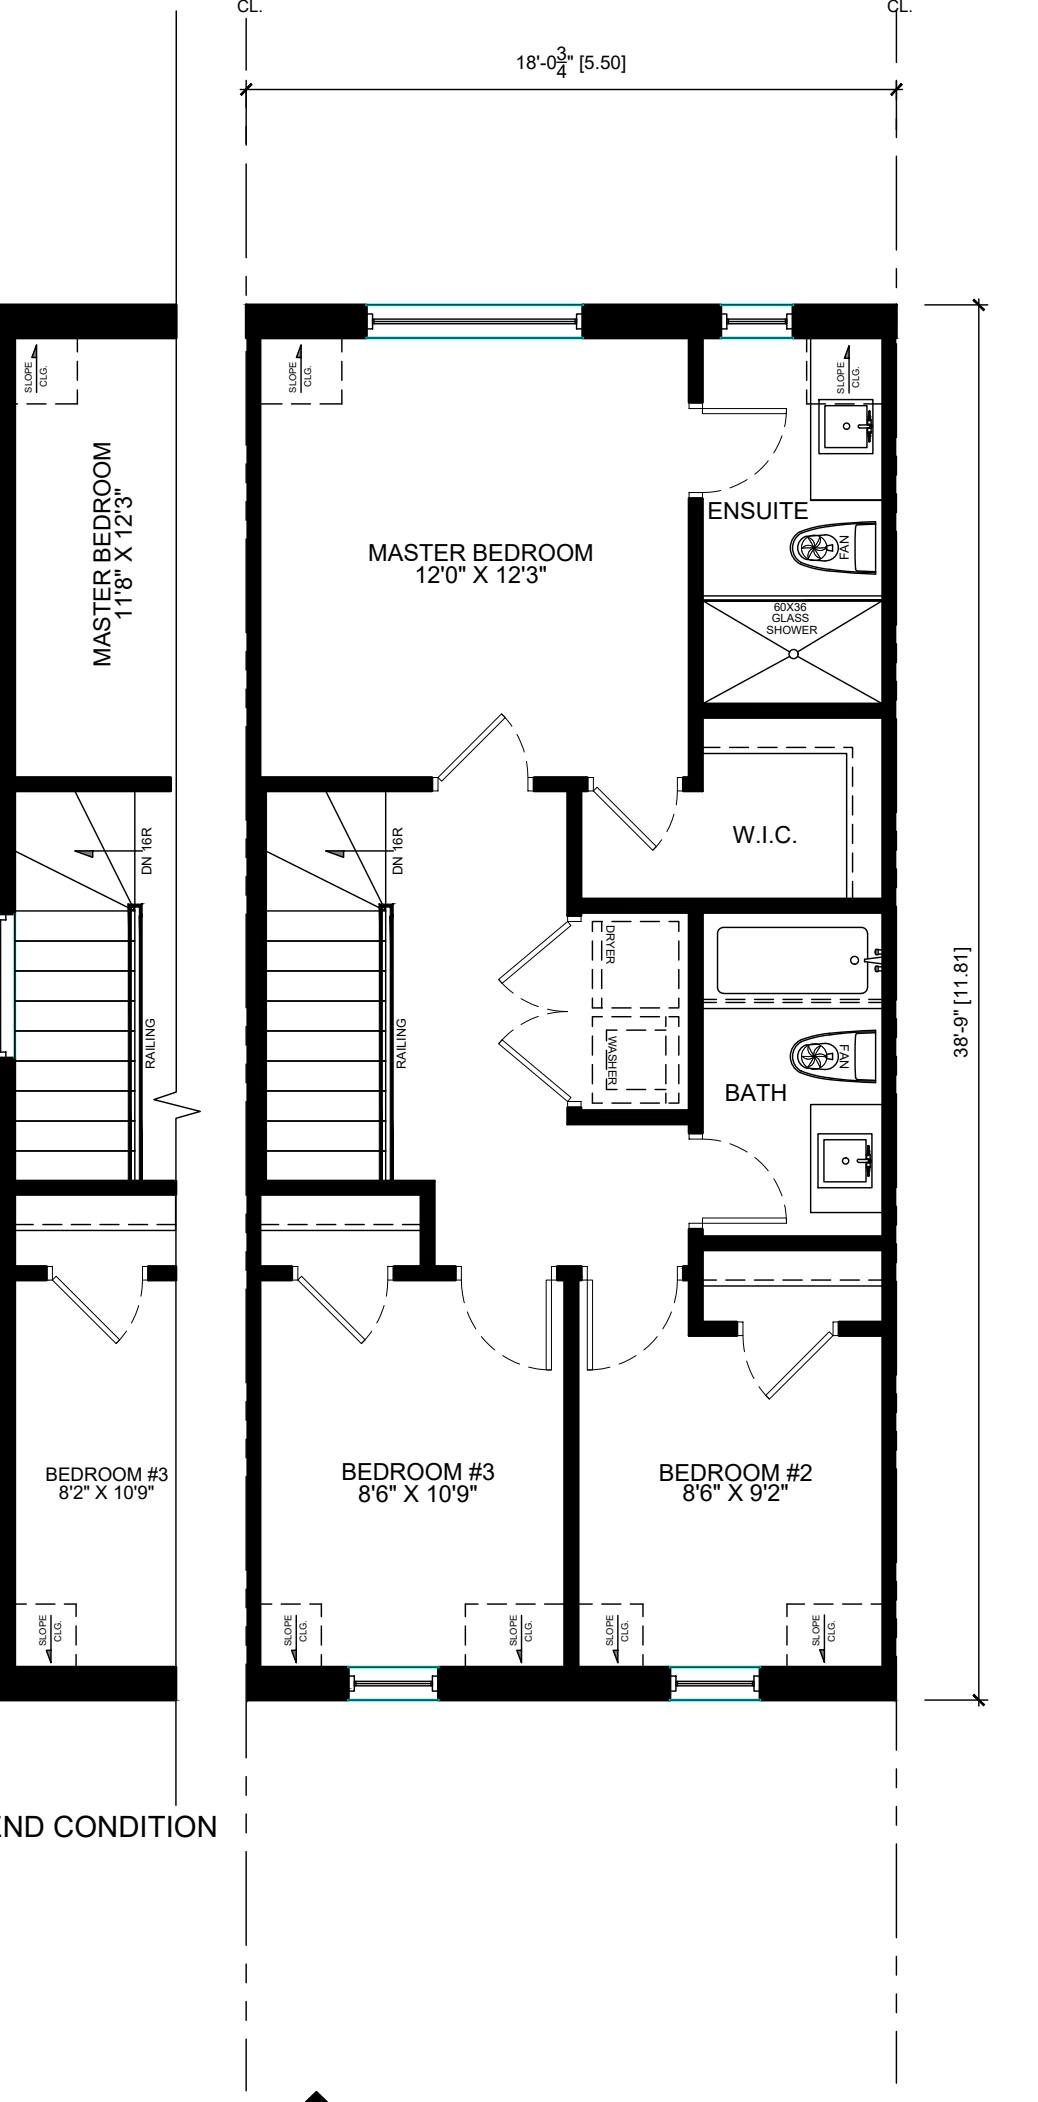 CL.
CL.
18'-0 3/4" [5.50]
SLOPE
CLG.
SLOPE
CLG.
SLOPE
CLG.
MASTER BEDROOM
11'8" X 12'3"
MASTER BEDROOM
12'0" X 12'3"
ENSUITE
FAN
60X36
GLASS
SHOWER
DN 16R
DN 16R
W.I.C.
DRYER
WASHER
RAILING
RAILING
FAN
BATH
38'-9" [11.81]
BEDROOM #3
8'2" X 10'9"
BEDROOM #3
8'6" X 10'9"
BEDROOM #2
8'6" X 9'2"
SLOPE
CLG.
SLOPE
CLG.
SLOPE
CLG.
SLOPE
CLG.
SLOPE
CLG.
END CONDITION